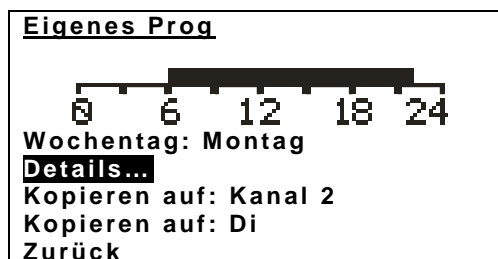 Eigenes Prog
0 6 12 18 24
Wochentag: Montag
Details...
Kopieren auf: Kanal 2
Kopieren auf: Di
Zurück